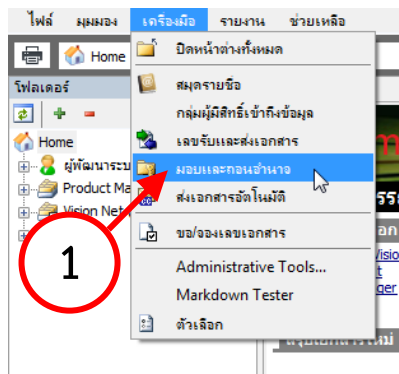 ไฟล์ มุมมอง เครื่องมือ รายงาน ช่วยเหลือ
Home
ปิดหน้าต่างทั้งหมด
โฟลเดอร์
สมุดรายชื่อ
กลุ่มผู้มีสิทธิ์เข้าถึงข้อมูล
Home
เลขรับและส่งเอกสาร
ผู้พัฒนาระบ
มอบและถอนอำนาจ
Product Ma
ส่งเอกสารอัตโนมัติ
Vision Net
ขอ/จองเลขเอกสาร
1
Administrative Tools...
Markdown Tester
ตัวเลือก